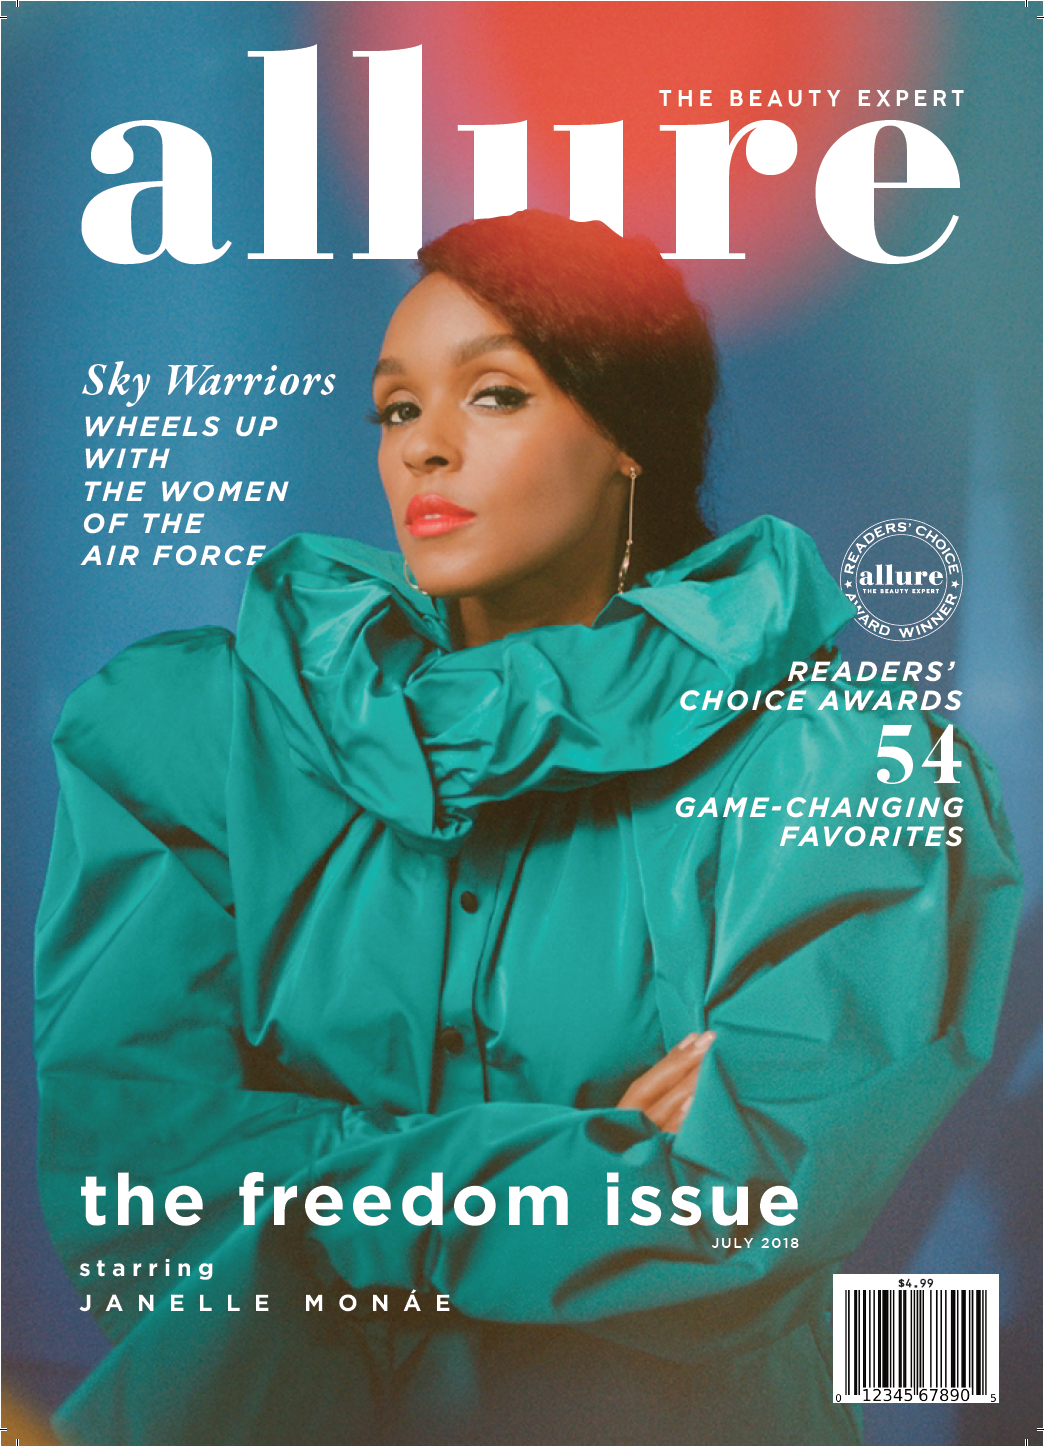 THE BEAUTY EXPERT
allure
Sky Warriors
WHEELS UP
WITH
THE WOMEN
OF THE
AIR FORCE
READERS' CHOICE
allure
THE BEAUTY EXPERT
AWARD WINNER
READERS'
CHOICE AWARDS
54
GAME-CHANGING
FAVORITES
the freedom issue
JULY 2018
starring
JANELLE MONÁE
$4.99
0 12345 67890 5